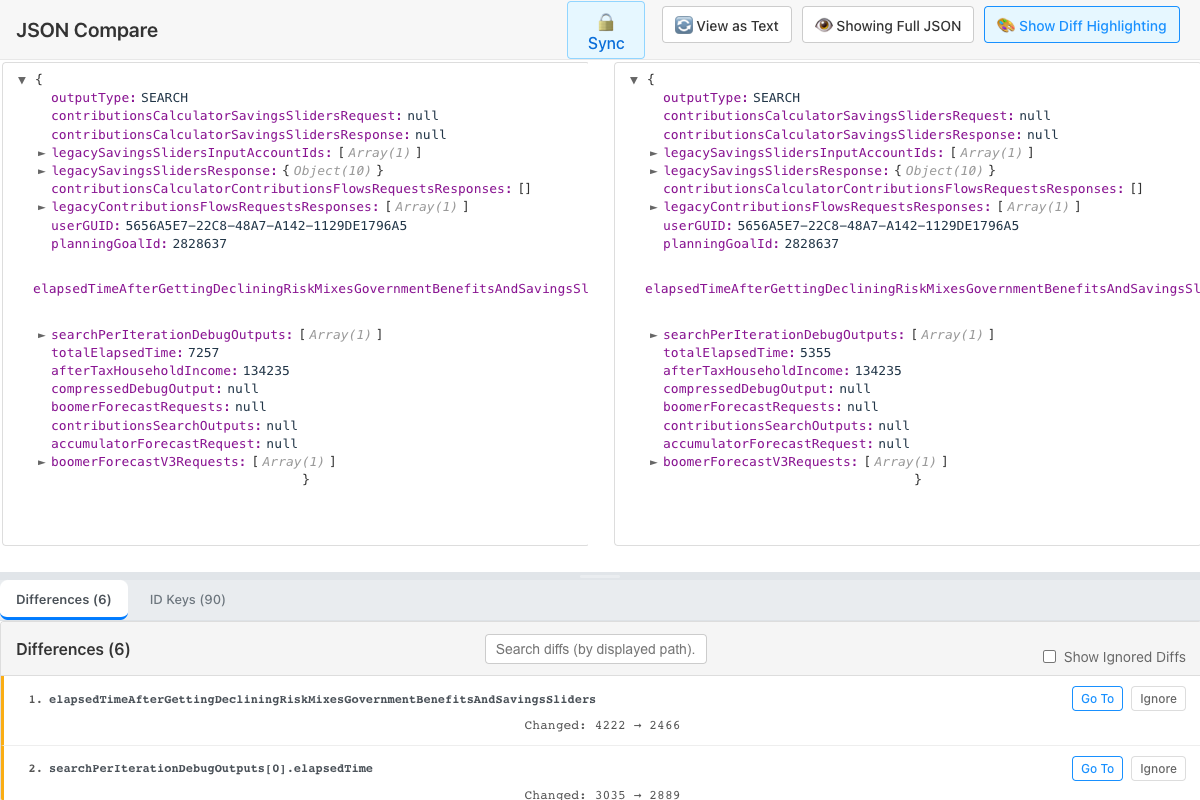 JSON Compare
🔒
Sync
🔄 View as Text
👁️ Showing Full JSON
🎨 Show Diff Highlighting
▼ {
outputType: SEARCH
contributionsCalculatorSavingsSlidersRequest: null
contributionsCalculatorSavingsSlidersResponse: null
► legacySavingsSlidersInputAccountIds: [ Array(1) ]
► legacySavingsSlidersResponse: { Object(10) }
contributionsCalculatorContributionsFlowsRequestsResponses: []
► legacyContributionsFlowsRequestsResponses: [ Array(1) ]
userGUID: 5656A5E7-22C8-48A7-A142-1129DE1796A5
planningGoalId: 2828637
elapsedTimeAfterGettingDecliningRiskMixesGovernmentBenefitsAndSavingsSl
► searchPerIterationDebugOutputs: [ Array(1) ]
totalElapsedTime: 7257
afterTaxHouseholdIncome: 134235
compressedDebugOutput: null
boomerForecastRequests: null
contributionsSearchOutputs: null
accumulatorForecastRequest: null
► boomerForecastV3Requests: [ Array(1) ]
}
▼ {
outputType: SEARCH
contributionsCalculatorSavingsSlidersRequest: null
contributionsCalculatorSavingsSlidersResponse: null
► legacySavingsSlidersInputAccountIds: [ Array(1) ]
► legacySavingsSlidersResponse: { Object(10) }
contributionsCalculatorContributionsFlowsRequestsResponses: []
► legacyContributionsFlowsRequestsResponses: [ Array(1) ]
userGUID: 5656A5E7-22C8-48A7-A142-1129DE1796A5
planningGoalId: 2828637
elapsedTimeAfterGettingDecliningRiskMixesGovernmentBenefitsAndSavingsSl
► searchPerIterationDebugOutputs: [ Array(1) ]
totalElapsedTime: 5355
afterTaxHouseholdIncome: 134235
compressedDebugOutput: null
boomerForecastRequests: null
contributionsSearchOutputs: null
accumulatorForecastRequest: null
► boomerForecastV3Requests: [ Array(1) ]
}
Differences (6)
ID Keys (90)
Differences (6)
Search diffs (by displayed path).
Show Ignored Diffs
1. elapsedTimeAfterGettingDecliningRiskMixesGovernmentBenefitsAndSavingsSliders
Go To
Ignore
Changed: 4222 → 2466
2. searchPerIterationDebugOutputs[0].elapsedTime
Go To
Ignore
Changed: 3035 → 2889